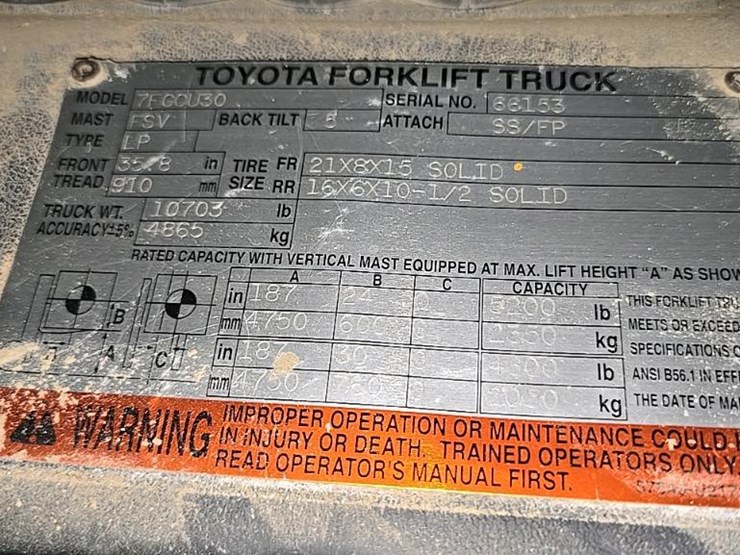 TOYOTA FORKLIFT TRUCK
MODEL 7FGCU30 SERIAL NO. 66153
MAST FSV BACK TILT 5 ATTACH SS/FP
TYPE LP
FRONT TREAD 35.8 in 910 mm
TIRE SIZE FR 21X8X15 SOLID
RR 16X6X10-1/2 SOLID
TRUCK WT. 10703 lb
ACCURACY±5% 4865 kg
RATED CAPACITY WITH VERTICAL MAST EQUIPPED AT MAX. LIFT HEIGHT "A" AS SHOW
A B C CAPACITY
in 187 24 lb
mm 4750 600 kg
in 187 30 lb
mm 4750 kg
B
A C
THIS FORKLIFT TRU
MEETS OR EXCEED
SPECIFICATIONS O
ANSI B56.1 IN EFF
THE DATE OF MA
WARNING
IMPROPER OPERATION OR MAINTENANCE COULD
IN INJURY OR DEATH. TRAINED OPERATORS ONLY.
READ OPERATOR'S MANUAL FIRST.